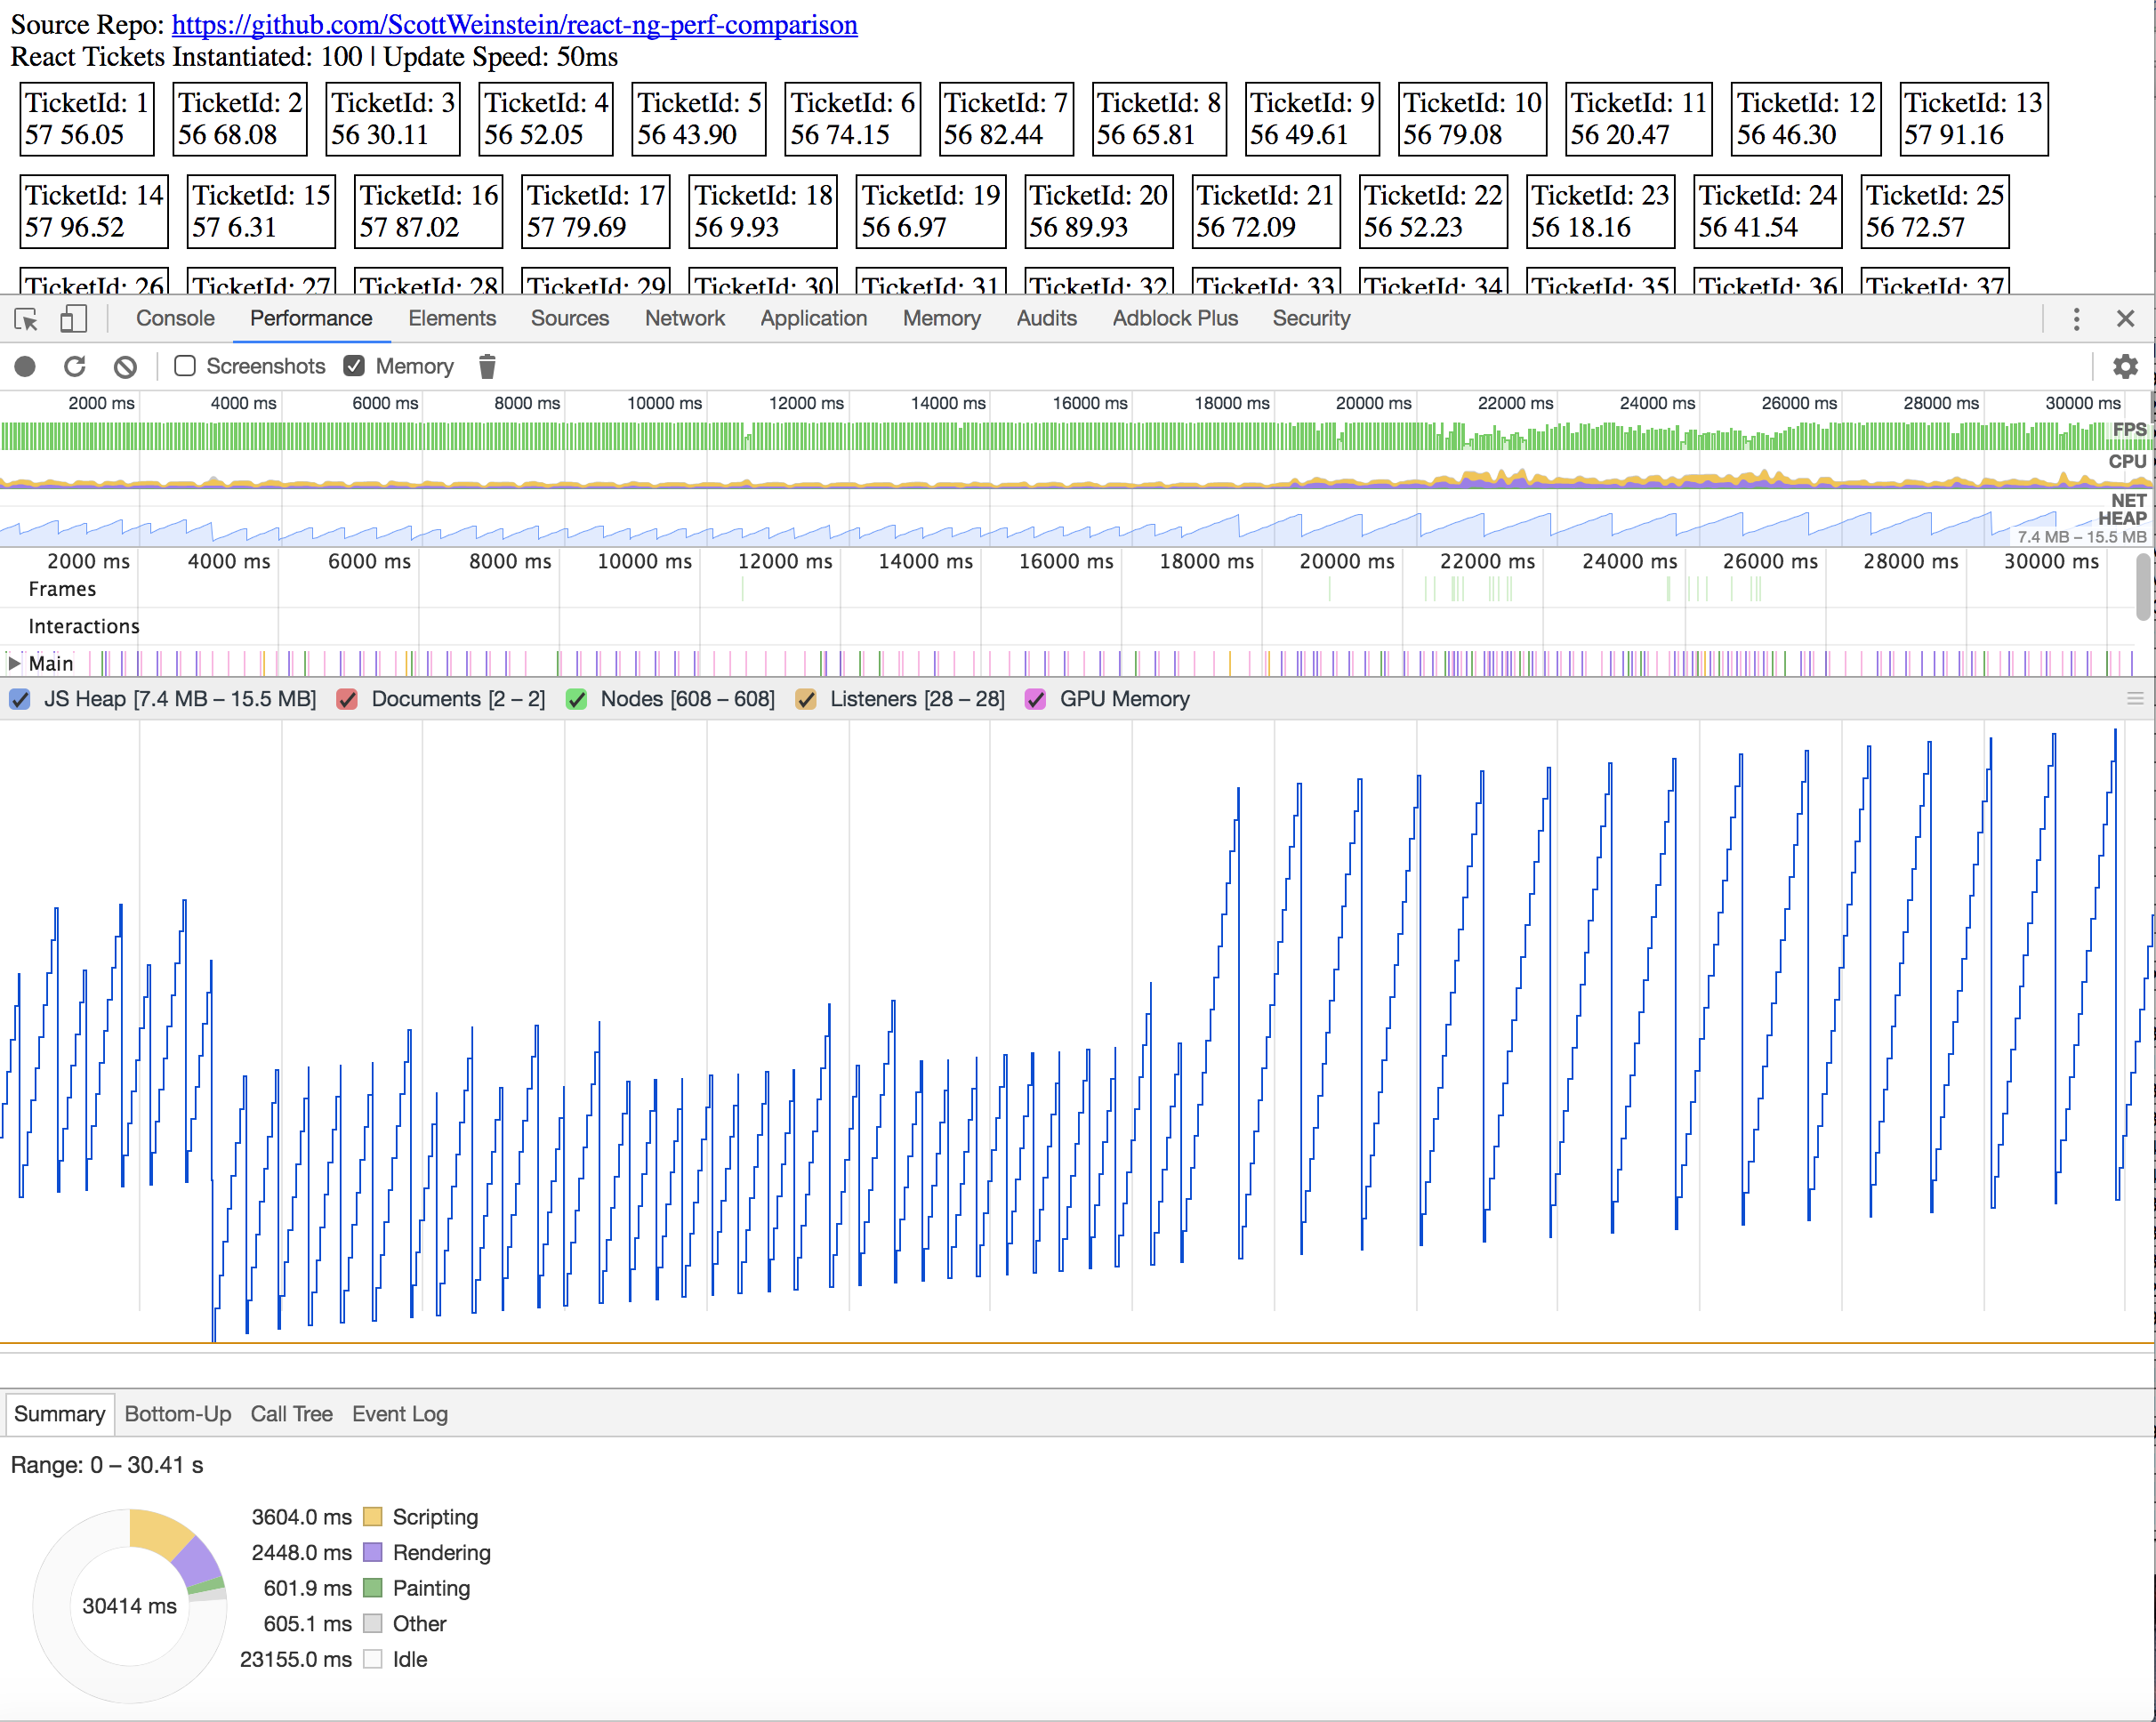 Source Repo: https://github.com/ScottWeinstein/react-ng-perf-comparison
React Tickets Instantiated: 100 | Update Speed: 50ms
TicketId: 1 TicketId: 2 TicketId: 3 TicketId: 4 TicketId: 5 TicketId: 6 TicketId: 7 TicketId: 8 TicketId: 9 TicketId: 10 TicketId: 11 TicketId: 12 TicketId: 13
57 56.05 56 68.08 56 30.11 56 52.05 56 43.90 56 74.15 56 82.44 56 65.81 56 49.61 56 79.08 56 20.47 56 46.30 57 91.16
TicketId: 14 TicketId: 15 TicketId: 16 TicketId: 17 TicketId: 18 TicketId: 19 TicketId: 20 TicketId: 21 TicketId: 22 TicketId: 23 TicketId: 24 TicketId: 25
57 96.52 57 6.31 57 87.02 57 79.69 56 9.93 56 6.97 56 89.93 56 72.09 56 52.23 56 18.16 56 41.54 56 72.57
TicketId: 26 TicketId: 27 TicketId: 28 TicketId: 29 TicketId: 30 TicketId: 31 TicketId: 32 TicketId: 33 TicketId: 34 TicketId: 35 TicketId: 36 TicketId: 37
Console Performance Elements Sources Network Application Memory Audits Adblock Plus Security
Screenshots Memory
2000 ms 4000 ms 6000 ms 8000 ms 10000 ms 12000 ms 14000 ms 16000 ms 18000 ms 20000 ms 22000 ms 24000 ms 26000 ms 28000 ms 30000 ms
FPS
CPU
NET
HEAP
7.4 MB – 15.5 MB
2000 ms 4000 ms 6000 ms 8000 ms 10000 ms 12000 ms 14000 ms 16000 ms 18000 ms 20000 ms 22000 ms 24000 ms 26000 ms 28000 ms 30000 ms
Frames
Interactions
Main
JS Heap [7.4 MB – 15.5 MB] Documents [2 – 2] Nodes [608 – 608] Listeners [28 – 28] GPU Memory
Summary Bottom-Up Call Tree Event Log
Range: 0 – 30.41 s
3604.0 ms Scripting
2448.0 ms Rendering
601.9 ms Painting
30414 ms
605.1 ms Other
23155.0 ms Idle